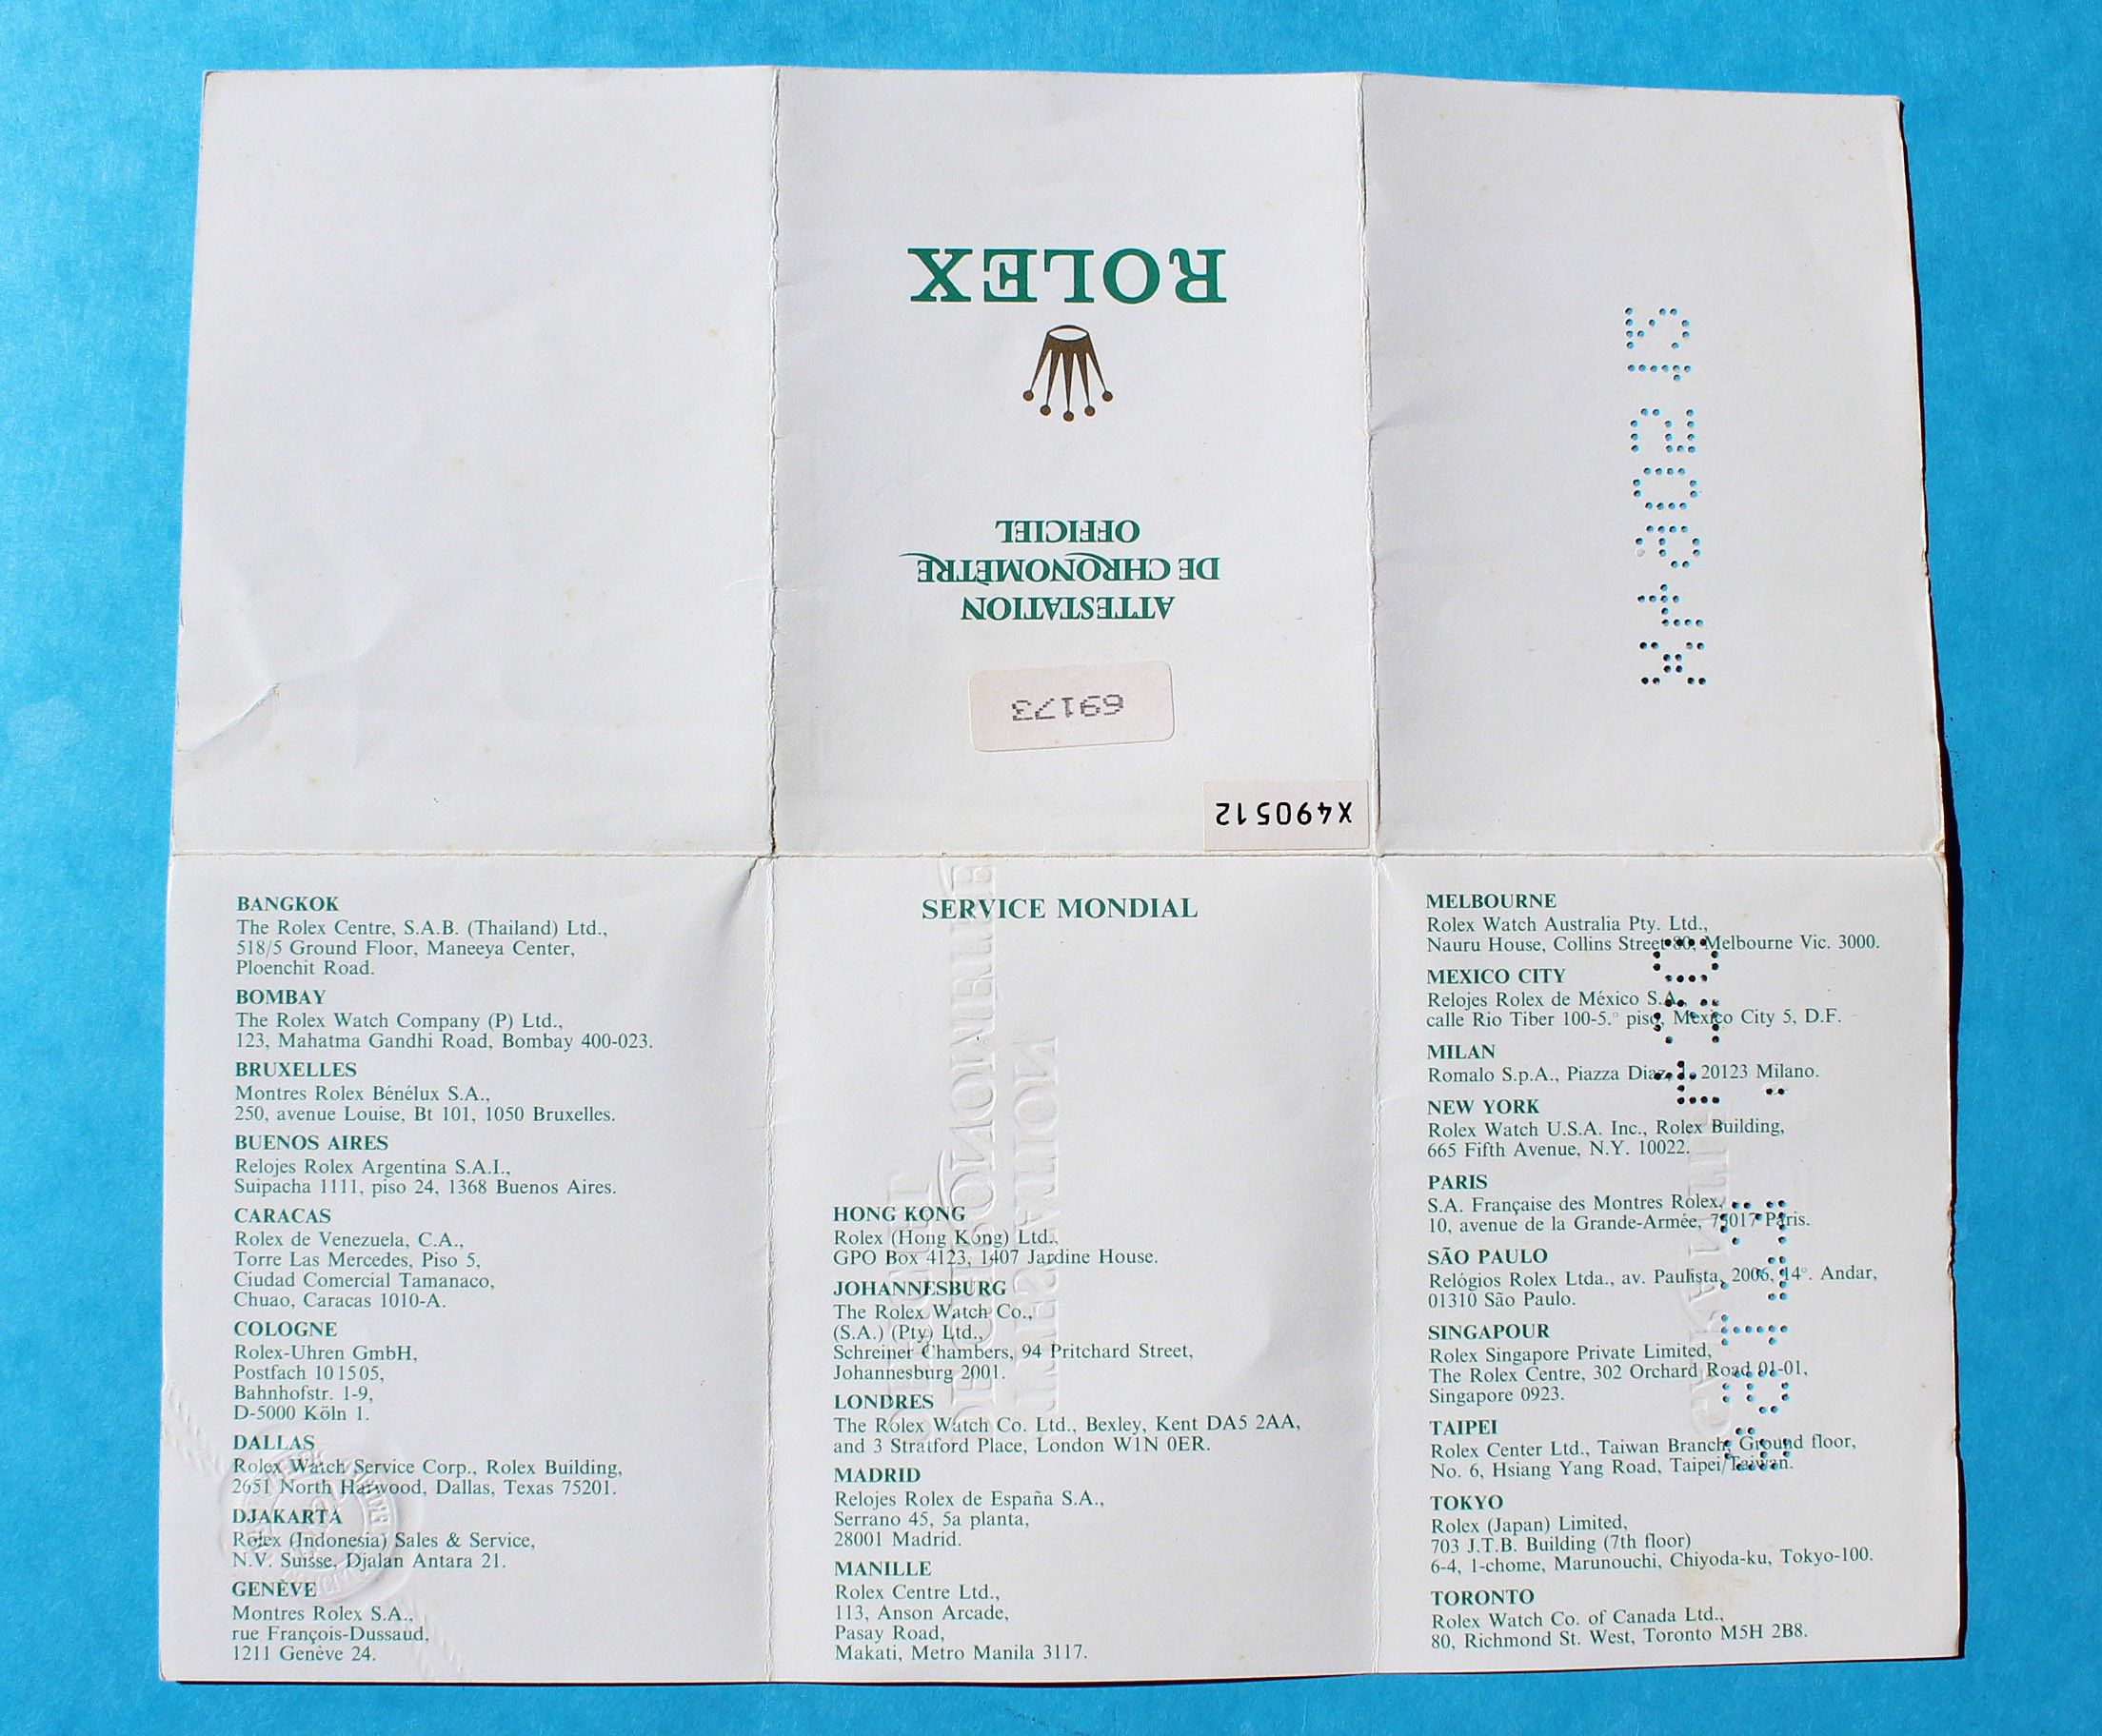 ROLEX
ATTESTATION
DE CHRONOMÈTRE
OFFICIEL
69173
X490512
X490512
SERVICE MONDIAL
BANGKOK
The Rolex Centre, S.A.B. (Thailand) Ltd.,
518/5 Ground Floor, Maneeya Center,
Ploenchit Road.
BOMBAY
The Rolex Watch Company (P) Ltd.,
123, Mahatma Gandhi Road, Bombay 400-023.
BRUXELLES
Montres Rolex Bénélux S.A.,
250, avenue Louise, Bt 101, 1050 Bruxelles.
BUENOS AIRES
Relojes Rolex Argentina S.A.I.,
Suipacha 1111, piso 24, 1368 Buenos Aires.
CARACAS
Rolex de Venezuela, C.A.,
Torre Las Mercedes, Piso 5,
Ciudad Comercial Tamanaco,
Chuao, Caracas 1010-A.
COLOGNE
Rolex-Uhren GmbH,
Postfach 101505,
Bahnhofstr. 1-9,
D-5000 Köln 1.
DALLAS
Rolex Watch Service Corp., Rolex Building,
2651 North Harwood, Dallas, Texas 75201.
DJAKARTA
Rolex (Indonesia) Sales & Service,
N.V. Suisse, Djalan Antara 21.
GENÈVE
Montres Rolex S.A.,
rue François-Dussaud,
1211 Genève 24.
HONG KONG
Rolex (Hong Kong) Ltd.,
GPO Box 4123, 1407 Jardine House.
JOHANNESBURG
The Rolex Watch Co.,
(S.A.) (Pty) Ltd.,
Schreiner Chambers, 94 Pritchard Street,
Johannesburg 2001.
LONDRES
The Rolex Watch Co. Ltd., Bexley, Kent DA5 2AA,
and 3 Stratford Place, London W1N 0ER.
MADRID
Relojes Rolex de España S.A.,
Serrano 45, 5a planta,
28001 Madrid.
MANILLE
Rolex Centre Ltd.,
113, Anson Arcade,
Pasay Road,
Makati, Metro Manila 3117.
MELBOURNE
Rolex Watch Australia Pty. Ltd.,
Nauru House, Collins Street 80, Melbourne Vic. 3000.
MEXICO CITY
Relojes Rolex de México S.A.,
calle Rio Tiber 100-5.° piso, Mexico City 5, D.F.
MILAN
Romalo S.p.A., Piazza Diaz, 1, 20123 Milano.
NEW YORK
Rolex Watch U.S.A. Inc., Rolex Building,
665 Fifth Avenue, N.Y. 10022.
PARIS
S.A. Française des Montres Rolex,
10, avenue de la Grande-Armée, 75017 Paris.
SÃO PAULO
Relógios Rolex Ltda., av. Paulista, 2006, 14°. Andar,
01310 São Paulo.
SINGAPOUR
Rolex Singapore Private Limited,
The Rolex Centre, 302 Orchard Road 01-01,
Singapore 0923.
TAIPEI
Rolex Center Ltd., Taiwan Branch, Ground floor,
No. 6, Hsiang Yang Road, Taipei/Taiwan.
TOKYO
Rolex (Japan) Limited,
703 J.T.B. Building (7th floor)
6-4, 1-chome, Marunouchi, Chiyoda-ku, Tokyo-100.
TORONTO
Rolex Watch Co. of Canada Ltd.,
80, Richmond St. West, Toronto M5H 2B8.